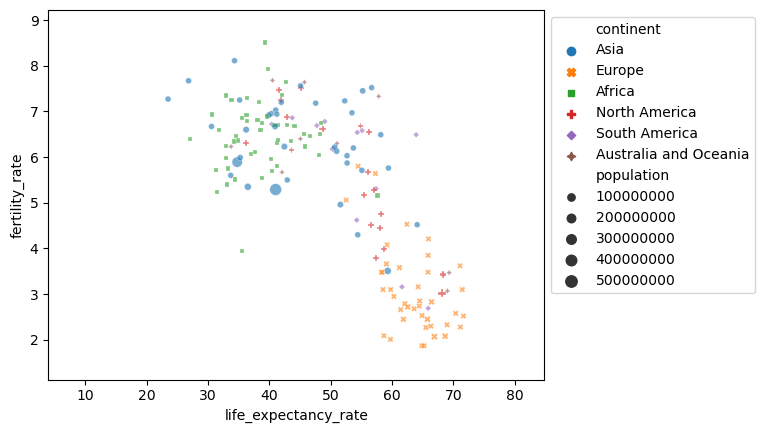 9
8
7
6
5
4
3
2
fertility_rate
10 20 30 40 50 60 70 80
life_expectancy_rate
continent
Asia
Europe
Africa
North America
South America
Australia and Oceania
population
100000000
200000000
300000000
400000000
500000000